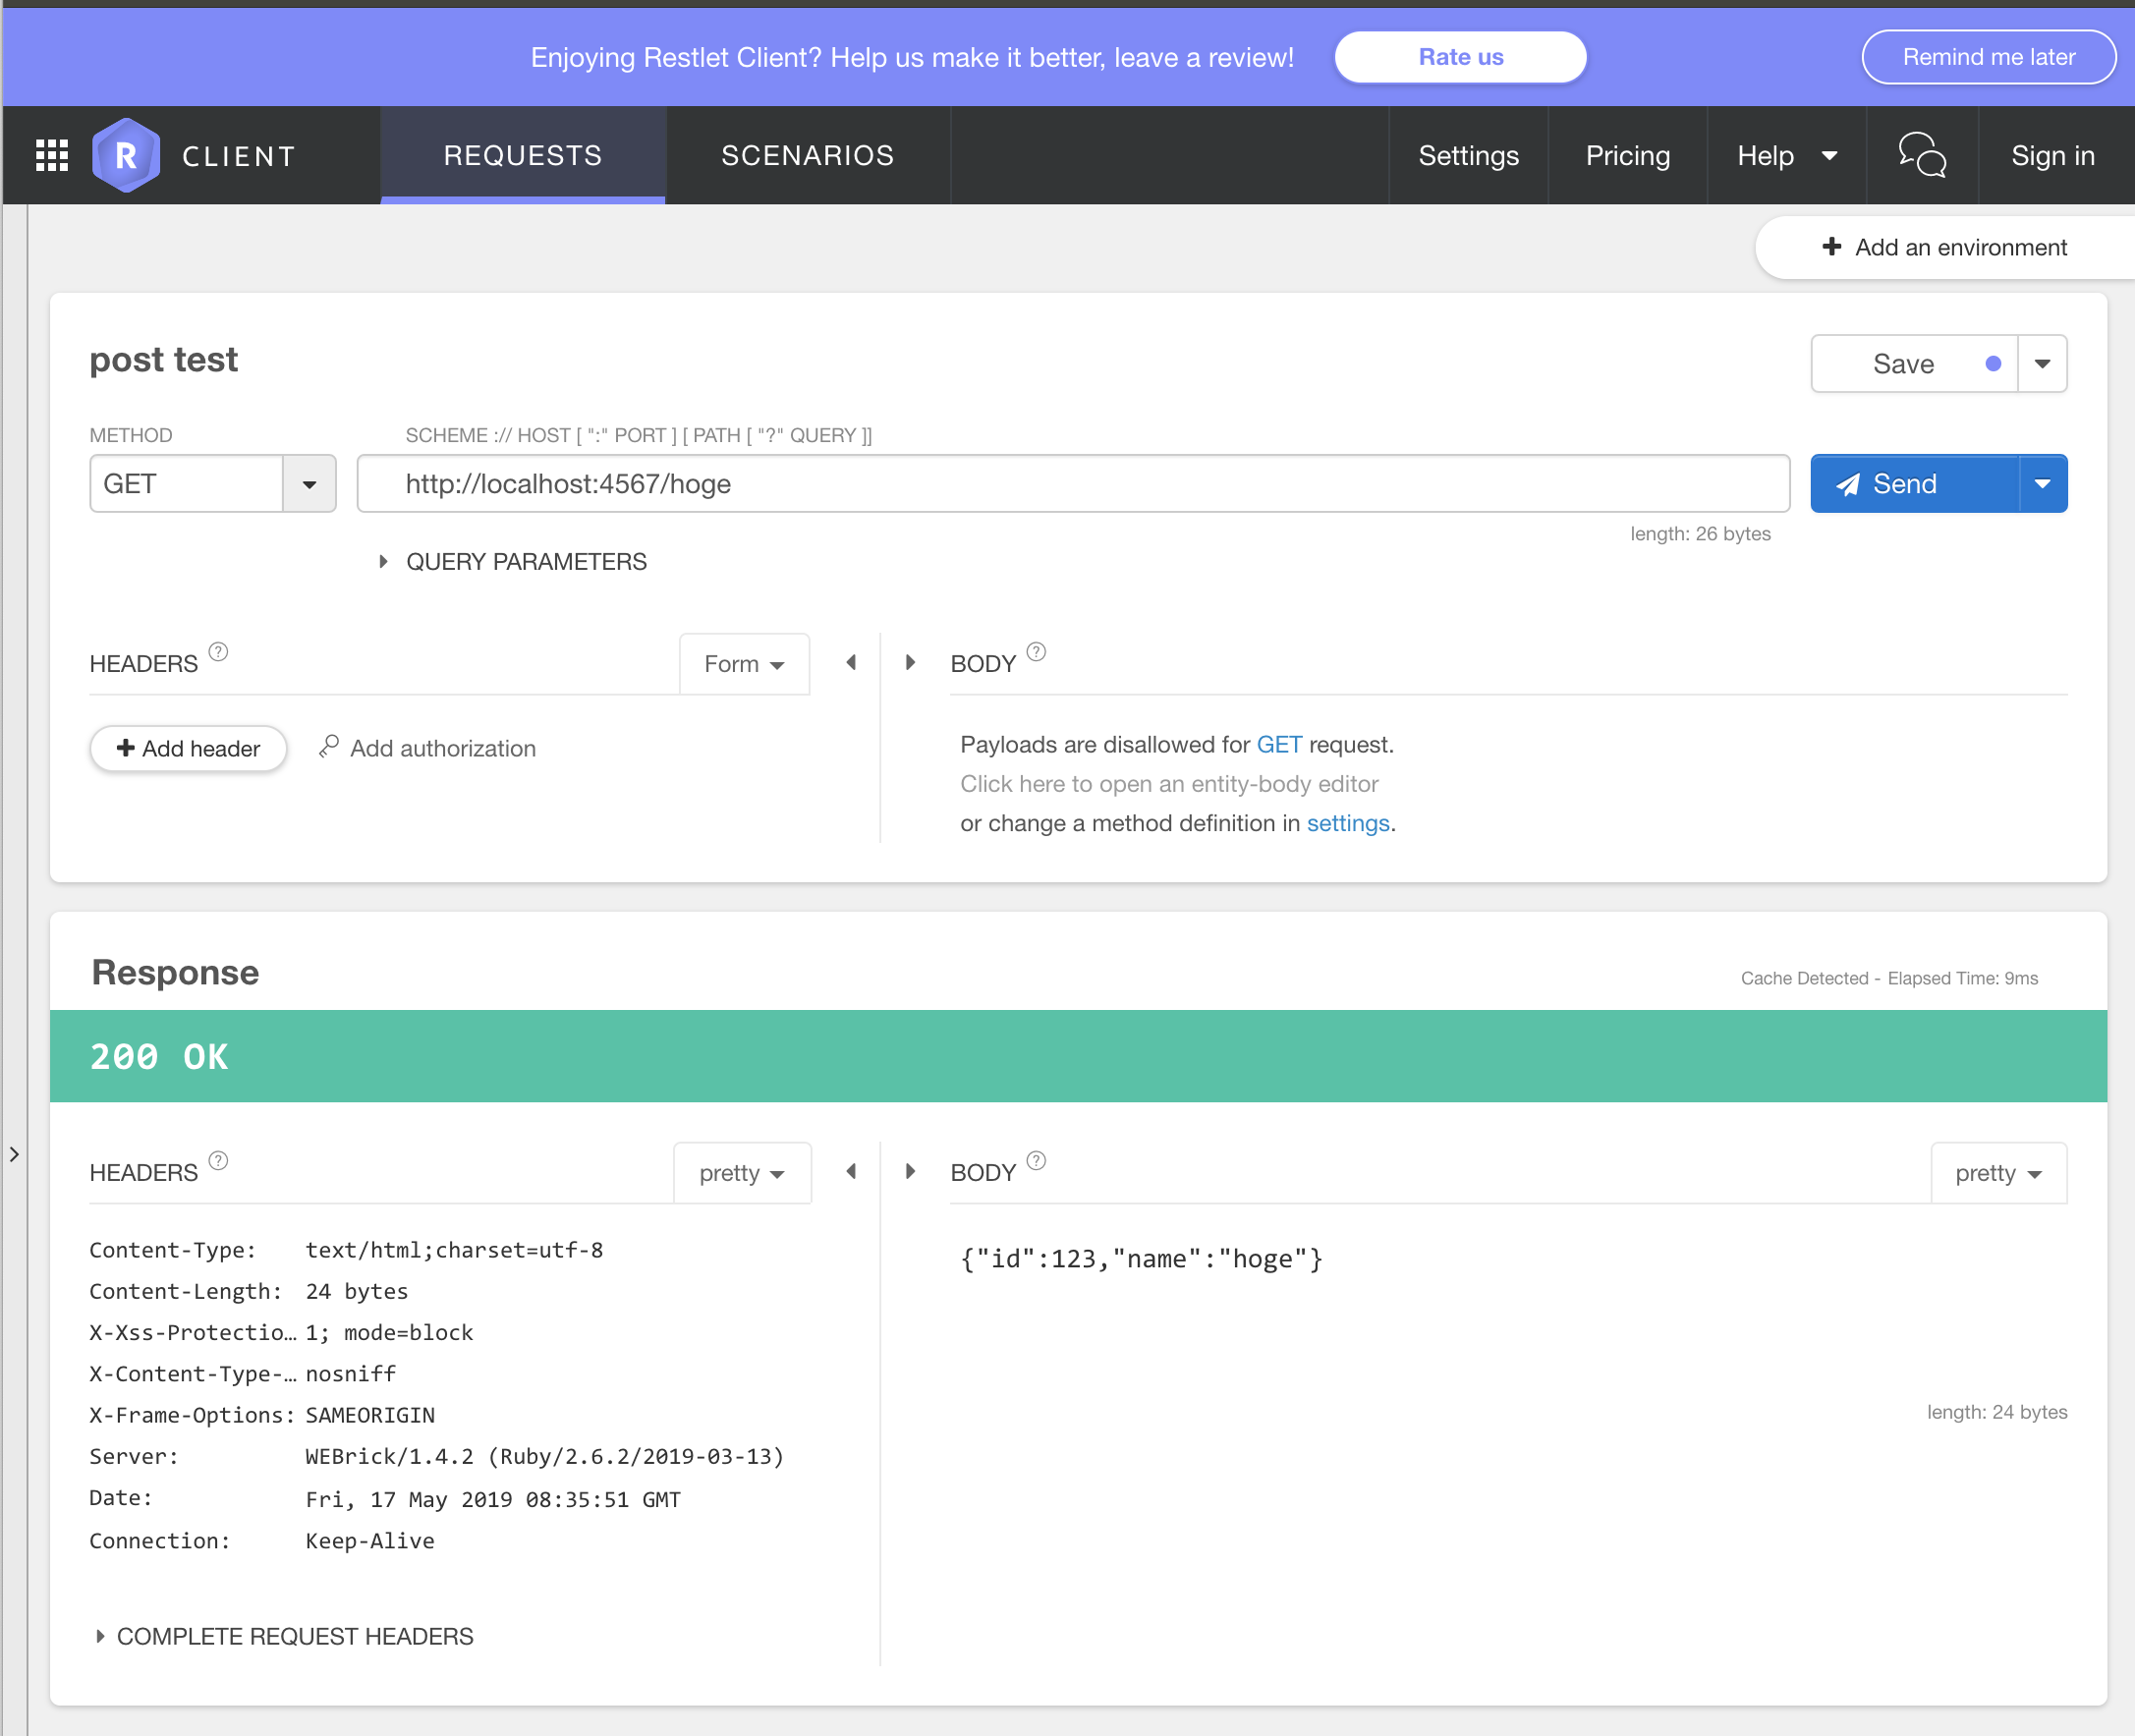 Enjoying Restlet Client? Help us make it better, leave a review! Rate us Remind me later
R CLIENT REQUESTS SCENARIOS Settings Pricing Help Sign in
Add an environment
post test
Save
METHOD SCHEME :// HOST [ ":" PORT ] [ PATH [ "?" QUERY ]]
GET http://localhost:4567/hoge Send
length: 26 bytes
QUERY PARAMETERS
HEADERS ? Form BODY ?
Add header Add authorization
Payloads are disallowed for GET request.
Click here to open an entity-body editor
or change a method definition in settings.
Response
Cache Detected - Elapsed Time: 9ms
200 OK
HEADERS ? pretty BODY ? pretty
Content-Type: text/html;charset=utf-8
{"id":123,"name":"hoge"}
Content-Length: 24 bytes
X-Xss-Protectio… 1; mode=block
X-Content-Type-… nosniff
X-Frame-Options: SAMEORIGIN
length: 24 bytes
Server: WEBrick/1.4.2 (Ruby/2.6.2/2019-03-13)
Date: Fri, 17 May 2019 08:35:51 GMT
Connection: Keep-Alive
COMPLETE REQUEST HEADERS